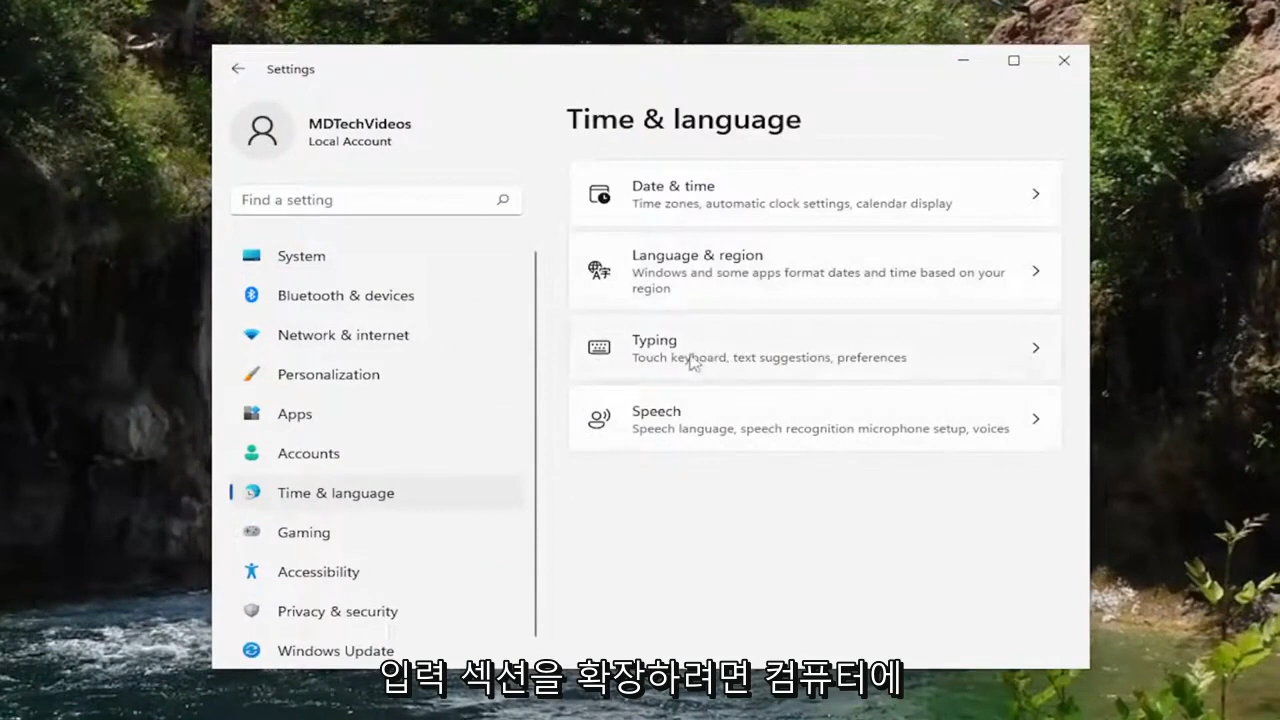 Settings
MDTechVideos
Local Account
Find a setting
System
Bluetooth & devices
Network & internet
Personalization
Apps
Accounts
Time & language
Gaming
Accessibility
Privacy & security
Windows Update
Time & language
Date & time
Time zones, automatic clock settings, calendar display
Language & region
Windows and some apps format dates and time based on your
region
Typing
Touch keyboard, text suggestions, preferences
Speech
Speech language, speech recognition microphone setup, voices
입력 섹션을 확장하려면 컴퓨터에